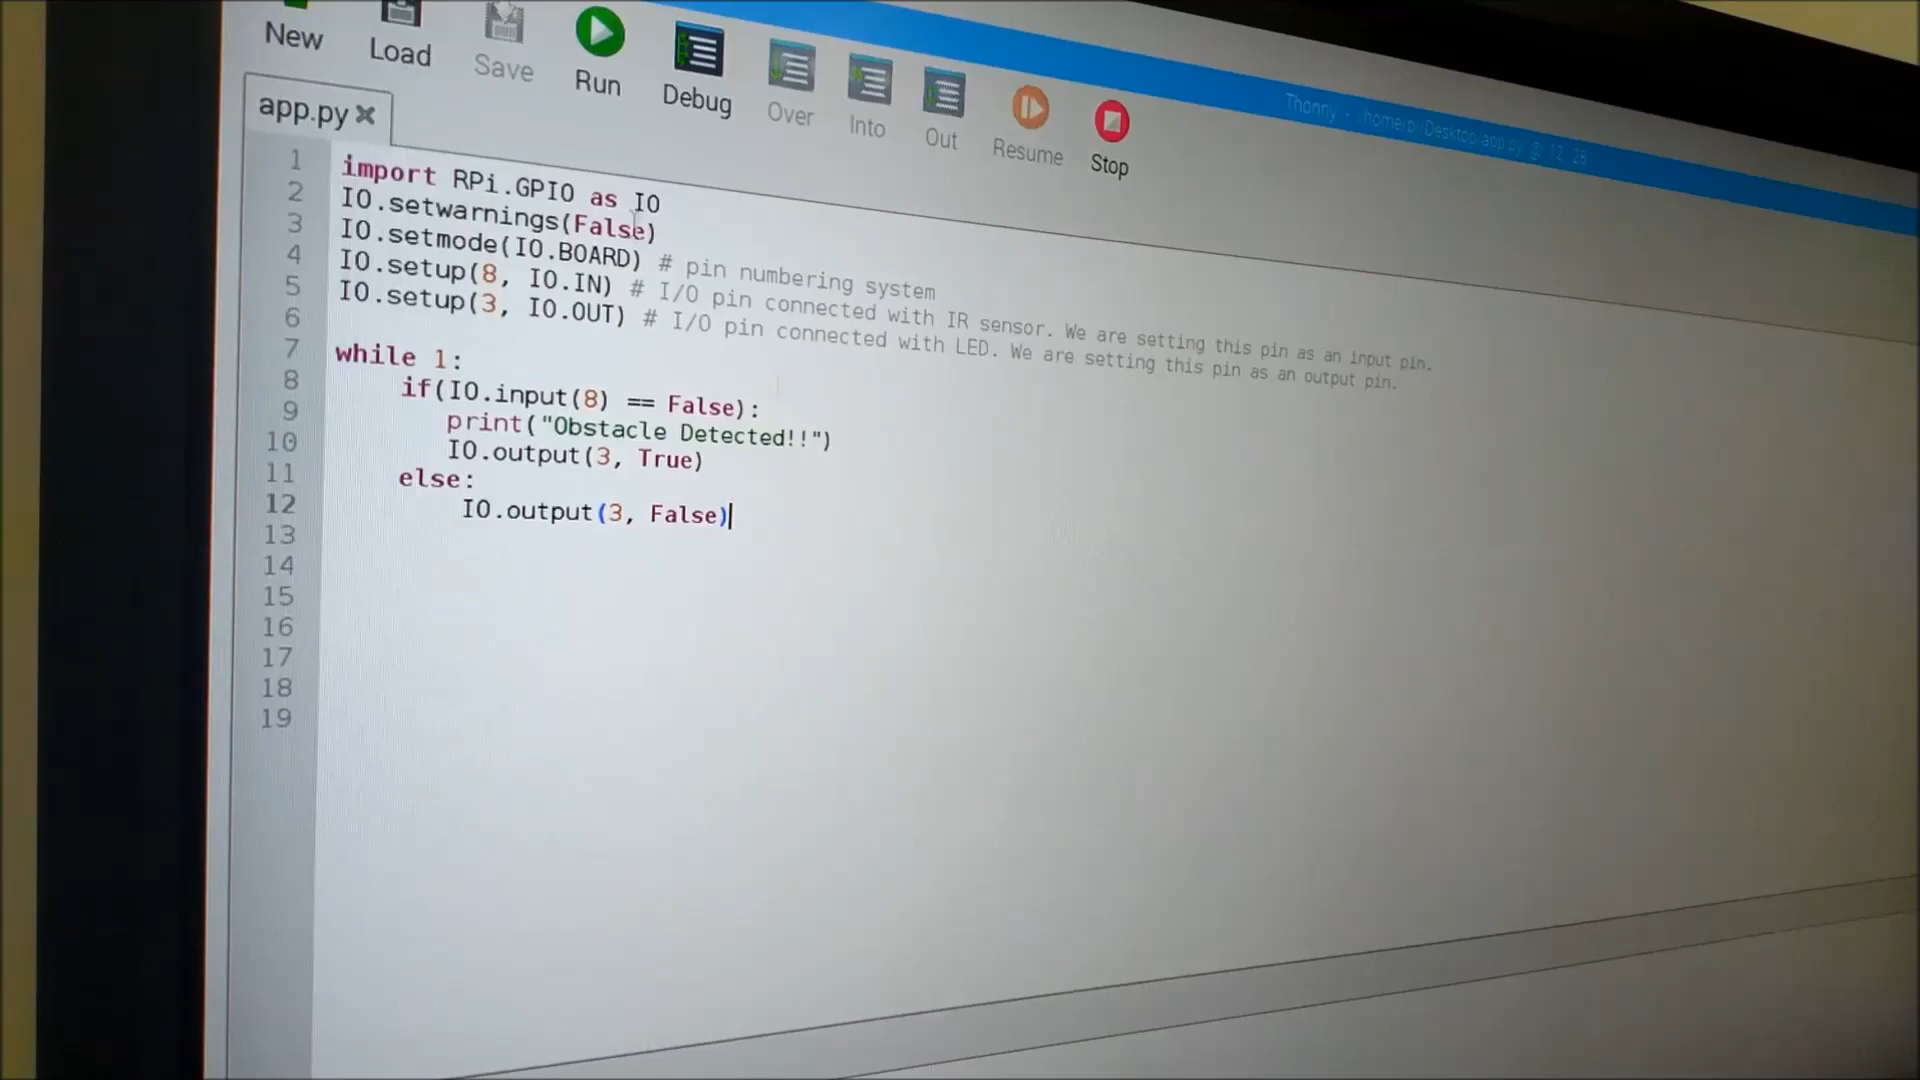 New Load Save Run Debug Over Into Out Resume Stop
Thonny - /home/pi/Desktop/app.py @ 12 : 26
app.py ✖
1 import RPi.GPIO as IO
2 IO.setwarnings(False)
3 IO.setmode(IO.BOARD) # pin numbering system
4 IO.setup(8, IO.IN) # I/O pin connected with IR sensor. We are setting this pin as an input pin.
5 IO.setup(3, IO.OUT) # I/O pin connected with LED. We are setting this pin as an output pin.
6
7 while 1:
8 if(IO.input(8) == False):
9 print("Obstacle Detected!!")
10 IO.output(3, True)
11 else:
12 IO.output(3, False)
13
14
15
16
17
18
19